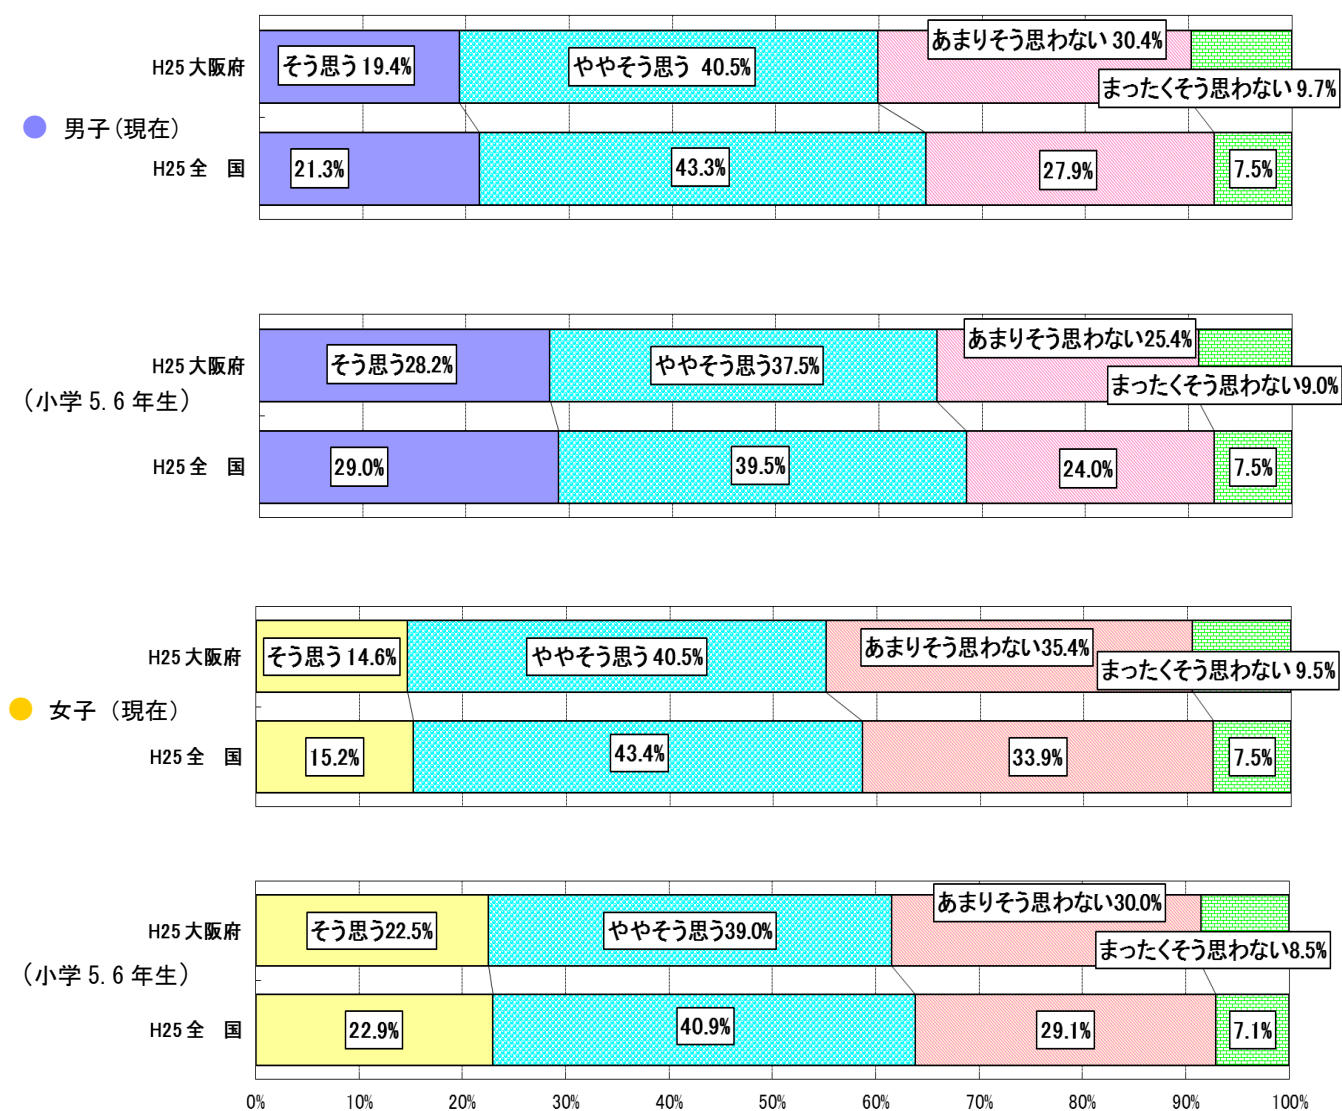 H25 大阪府
そう思う 19.4%
ややそう思う 40.5%
あまりそう思わない 30.4%
まったくそう思わない 9.7%
男子(現在)
H25 全　国
21.3%
43.3%
27.9%
7.5%
H25 大阪府
そう思う28.2%
ややそう思う37.5%
あまりそう思わない25.4%
まったくそう思わない9.0%
(小学 5.6 年生)
H25 全　国
29.0%
39.5%
24.0%
7.5%
H25 大阪府
そう思う 14.6%
ややそう思う 40.5%
あまりそう思わない35.4%
まったくそう思わない 9.5%
女子 (現在)
H25 全　国
15.2%
43.4%
33.9%
7.5%
H25 大阪府
そう思う22.5%
ややそう思う39.0%
あまりそう思わない30.0%
まったくそう思わない8.5%
(小学 5.6 年生)
H25 全　国
22.9%
40.9%
29.1%
7.1%
0% 10% 20% 30% 40% 50% 60% 70% 80% 90% 100%